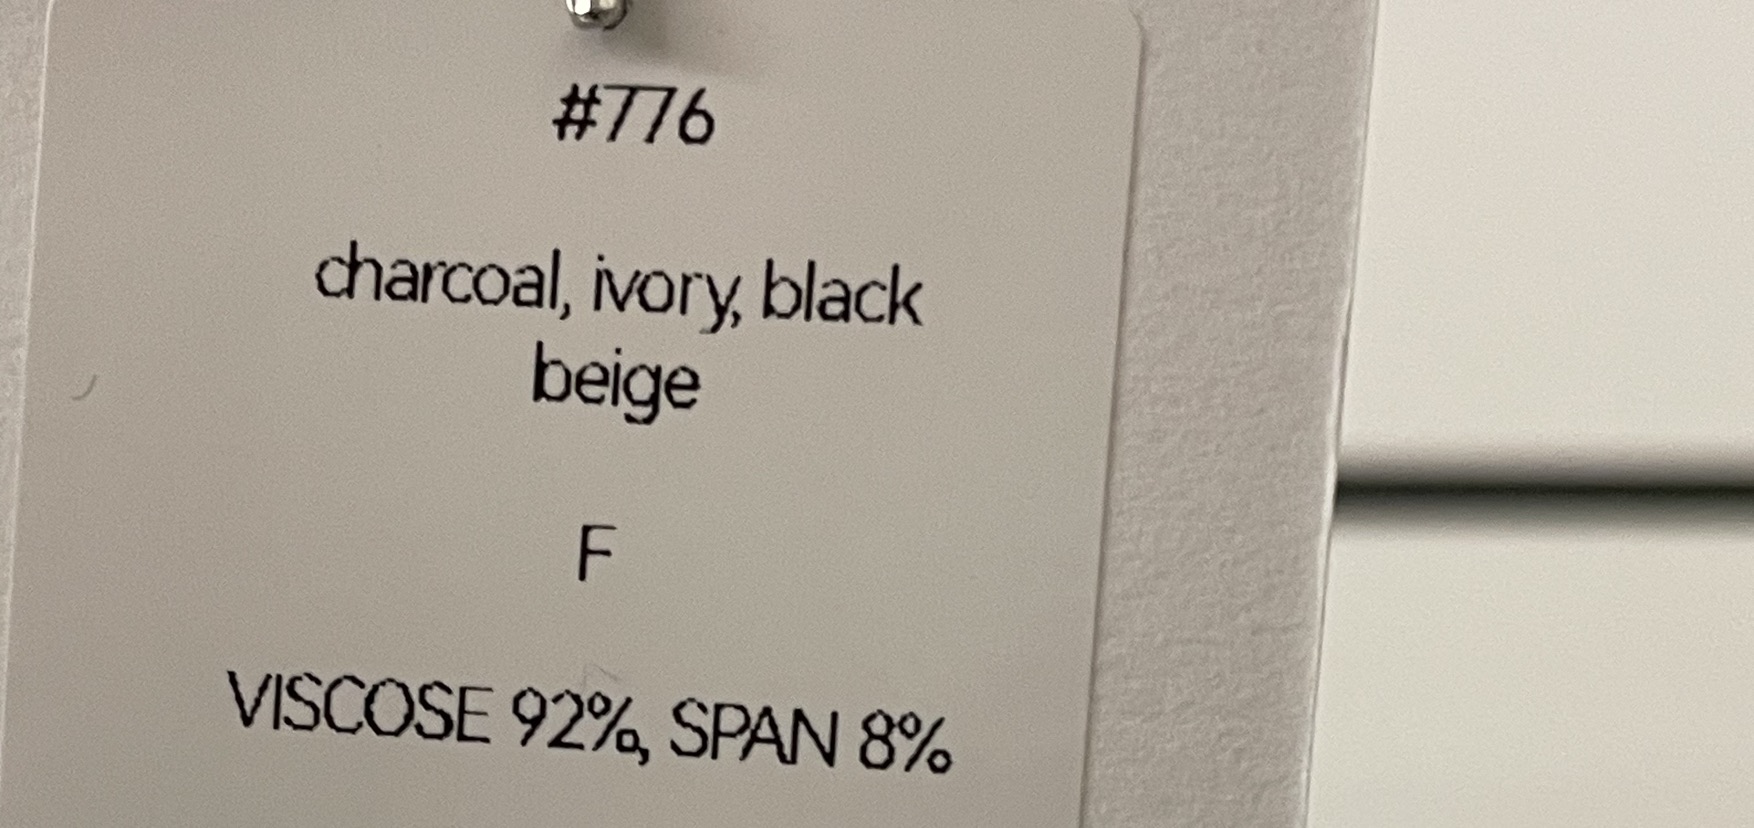 #776
charcoal, ivory, black
beige
F
VISCOSE 92%, SPAN 8%